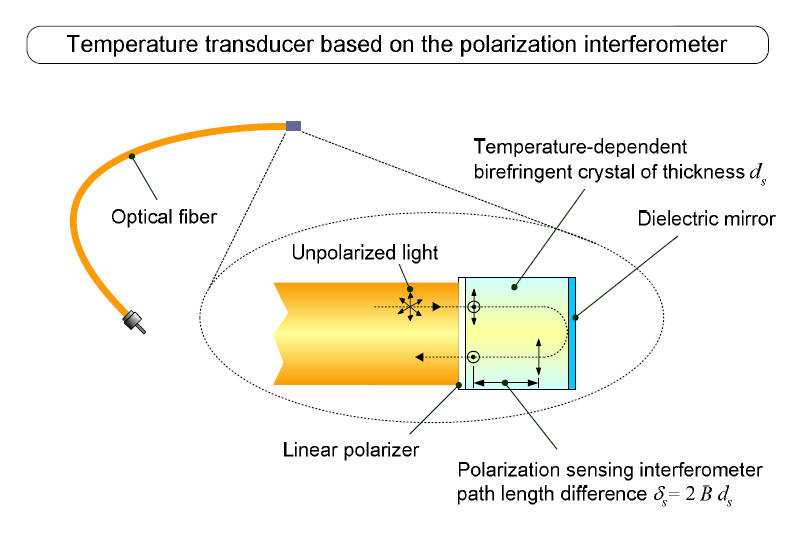 Temperature transducer based on the polarization interferometer
Temperature-dependent
birefringent crystal of thickness dₛ
Optical fiber
Dielectric mirror
Unpolarized light
Linear polarizer
Polarization sensing interferometer
path length difference δₛ= 2 B dₛ